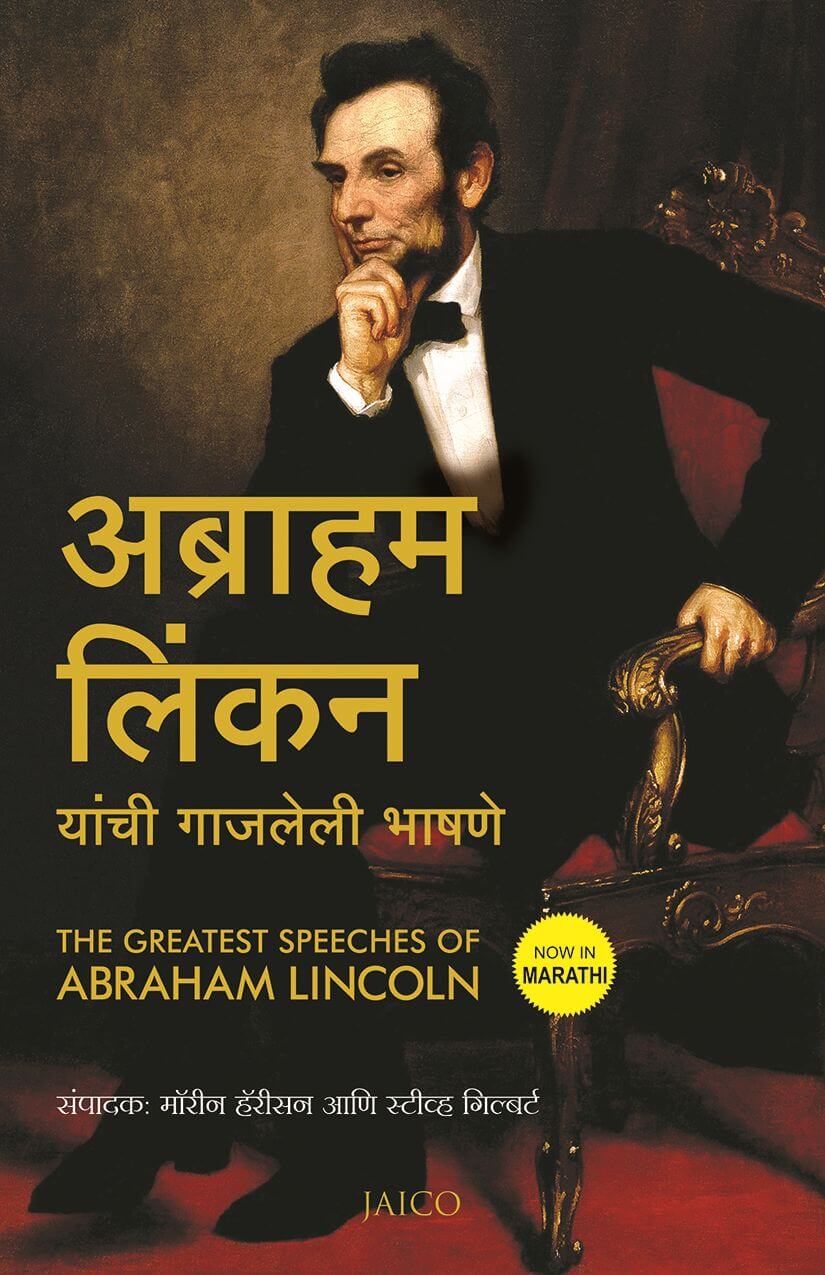 अब्राहम
लिंकन
यांची गाजलेली भाषणे
THE GREATEST SPEECHES OF
ABRAHAM LINCOLN
NOW IN
MARATHI
संपादक: मॉरीन हॅरीसन आणि स्टीव्ह गिल्बर्ट
JAICO